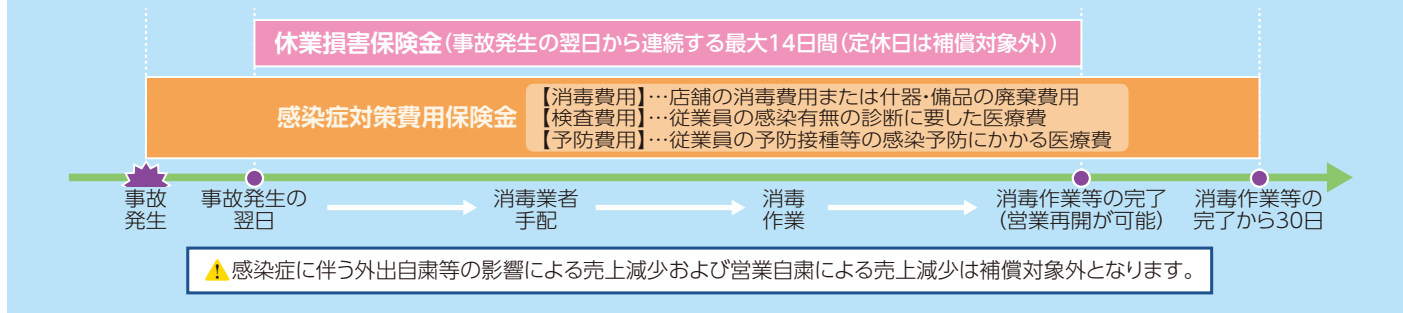 休業損害保険金(事故発生の翌日から連続する最大14日間(定休日は補償対象外))
感染症対策費用保険金
【消毒費用】…店舗の消毒費用または什器・備品の廃棄費用
【検査費用】…従業員の感染有無の診断に要した医療費
【予防費用】…従業員の予防接種等の感染予防にかかる医療費
事故
発生
事故発生の
翌日
消毒業者
手配
消毒
作業
消毒作業等の完了
(営業再開が可能)
消毒作業等の
完了から30日
感染症に伴う外出自粛等の影響による売上減少および営業自粛による売上減少は補償対象外となります。